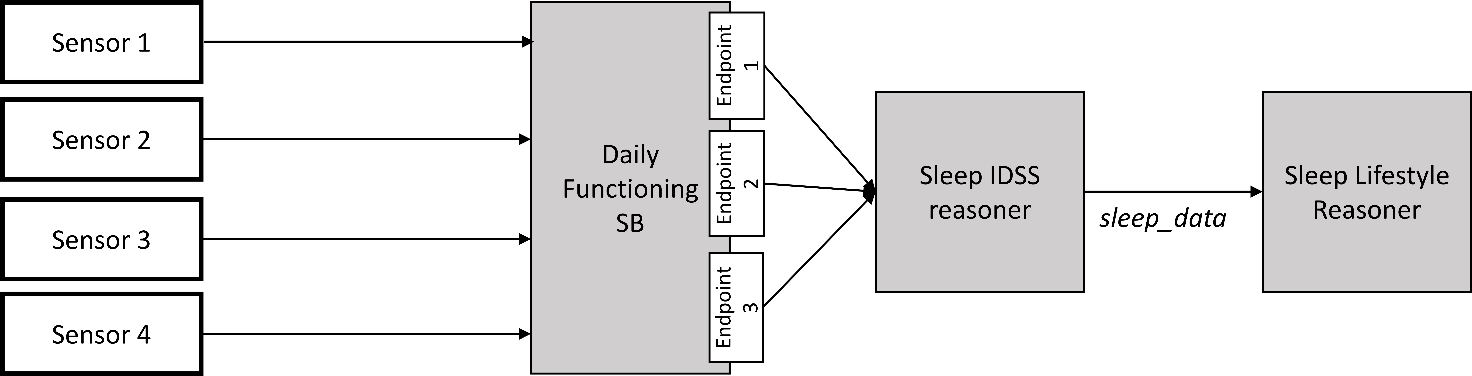 Sensor 1
Sensor 2
Sensor 3
Sensor 4
Daily
Functioning
SB
Endpoint
1
Endpoint
2
Endpoint
3
Sleep IDSS
reasoner
sleep_data
Sleep Lifestyle
Reasoner